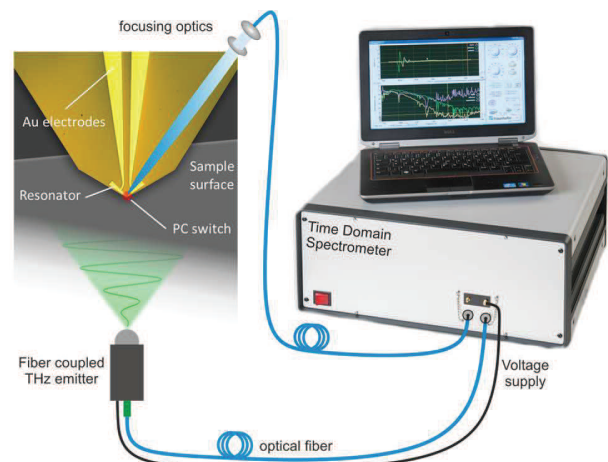 focusing optics
Au electrodes
Resonator
Sample
surface
PC switch
Time Domain
Spectrometer
Fiber coupled
THz emitter
Voltage
supply
optical fiber